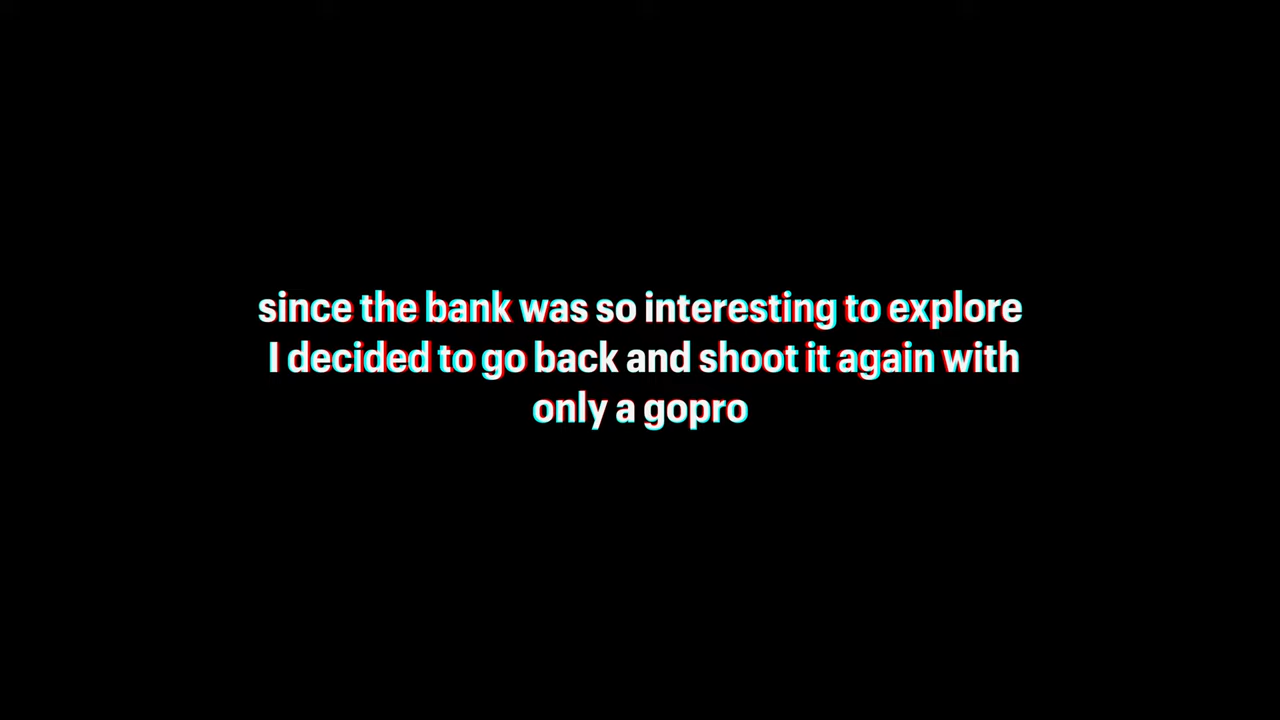 since the bank was so interesting to explore
I decided to go back and shoot it again with
only a gopro